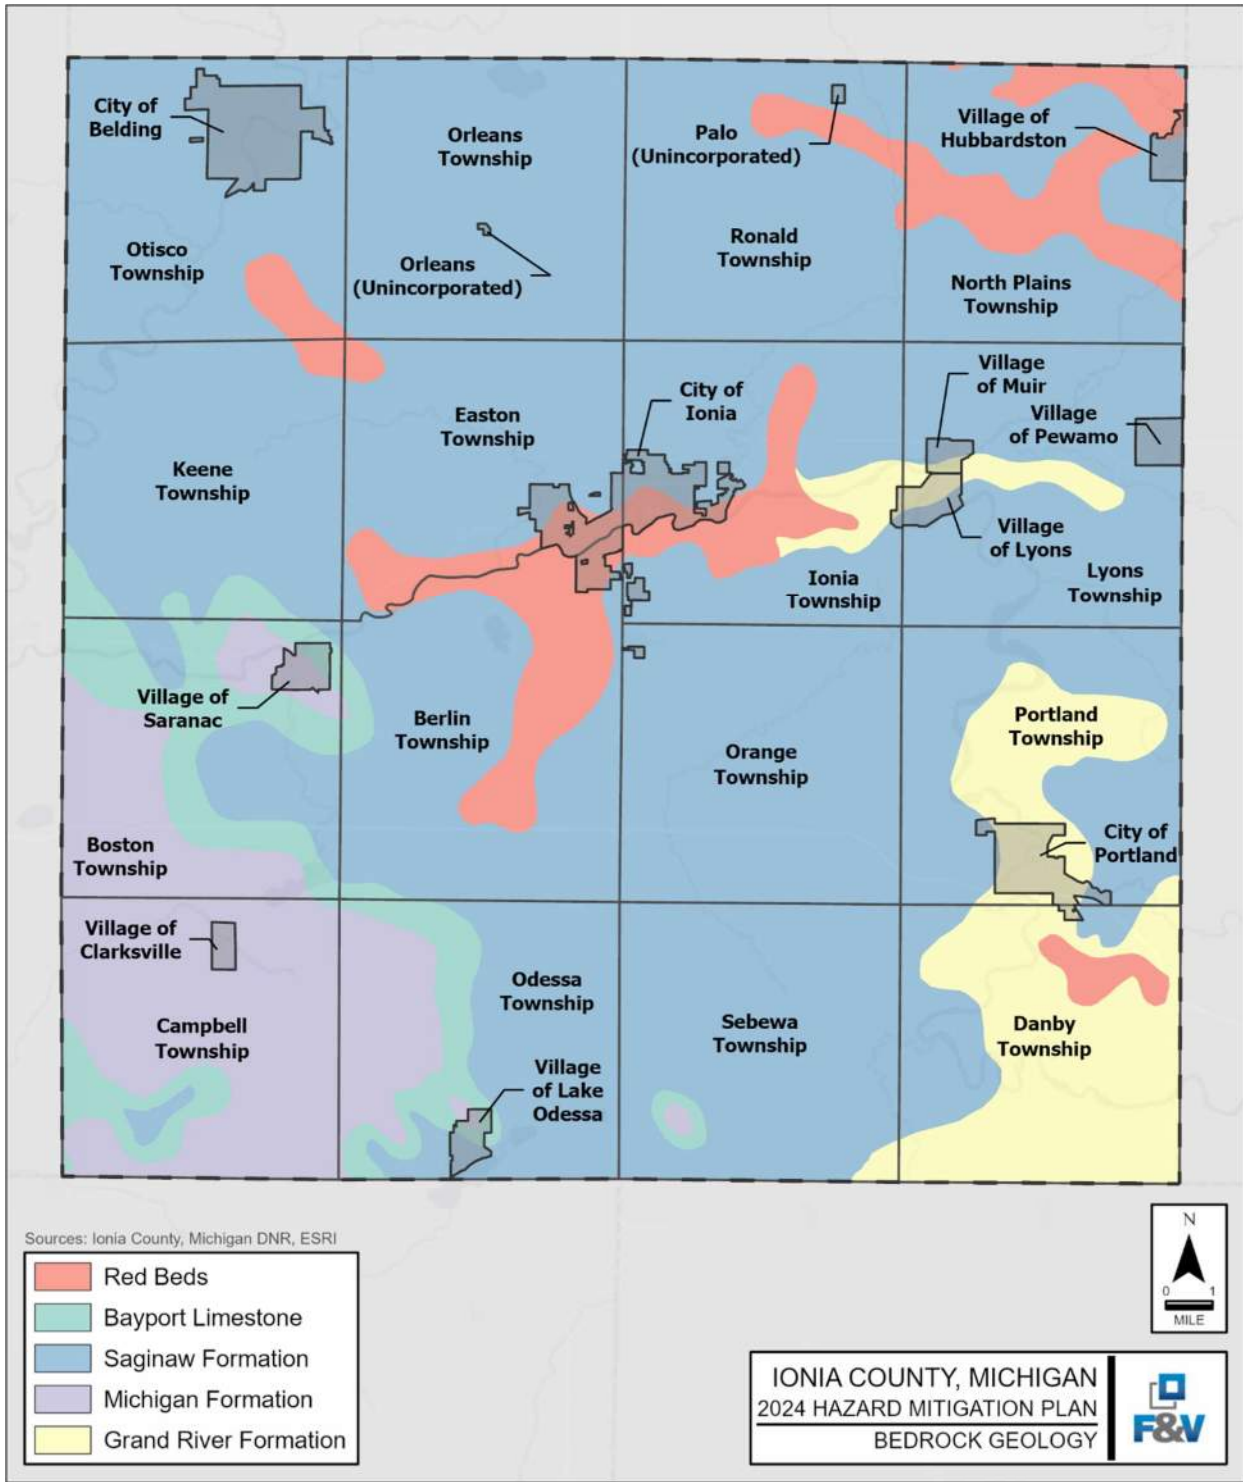 City of
Belding
Orleans
Township
Palo
(Unincorporated)
Village of
Hubbardston
Otisco
Township
Orleans
(Unincorporated)
Ronald
Township
North Plains
Township
Village
of Muir
City of
Ionia
Village
of Pewamo
Easton
Township
Keene
Township
Village
of Lyons
Ionia
Township
Lyons
Township
Village of
Saranac
Berlin
Township
Portland
Township
Orange
Township
Boston
Township
City of
Portland
Village of
Clarksville
Odessa
Township
Campbell
Township
Sebewa
Township
Danby
Township
Village
of Lake
Odessa
Sources: Ionia County, Michigan DNR, ESRI
Red Beds
Bayport Limestone
Saginaw Formation
Michigan Formation
Grand River Formation
N
0 1
MILE
IONIA COUNTY, MICHIGAN
2024 HAZARD MITIGATION PLAN
BEDROCK GEOLOGY
F&V